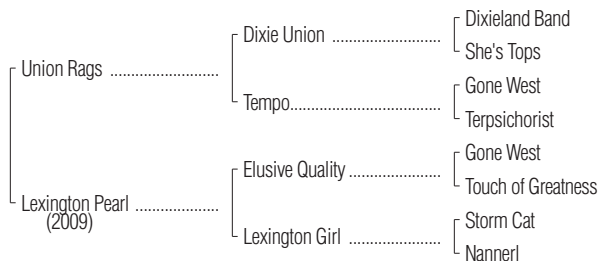 Dixieland Band
Dixie Union ..............................
She's Tops
Union Rags ..............................
Gone West
Tempo..........................................
Terpsichorist
Gone West
Elusive Quality .........................
Touch of Greatness
Lexington Pearl .......................
(2009)
Storm Cat
Lexington Girl .........................
Nannerl